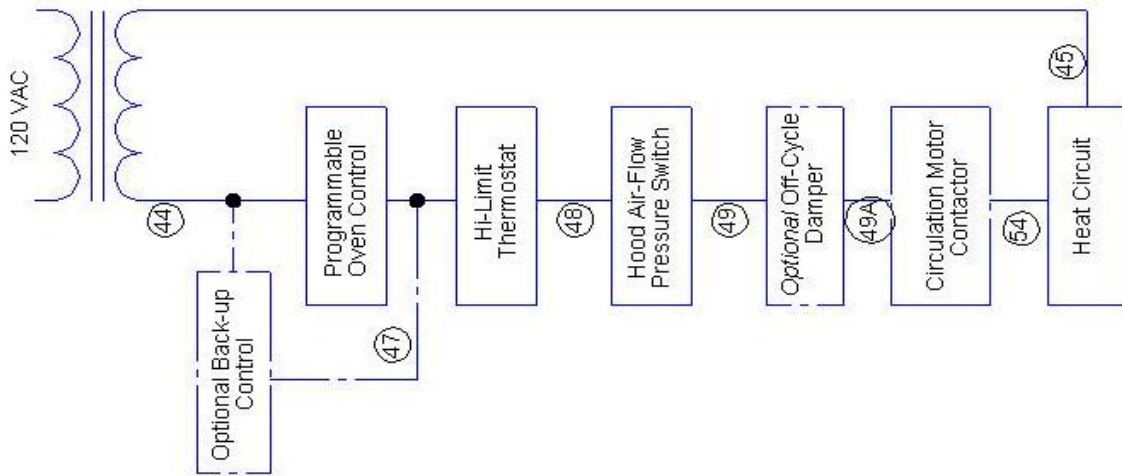 120 VAC
44
45
Optional Back-up
Control
47
Programmable
Oven Control
Hi-Limit
Thermostat
48
Hood Air-Flow
Pressure Switch
49
Optional Off-Cycle
Damper
49A
Circulation Motor
Contactor
54
Heat Circuit